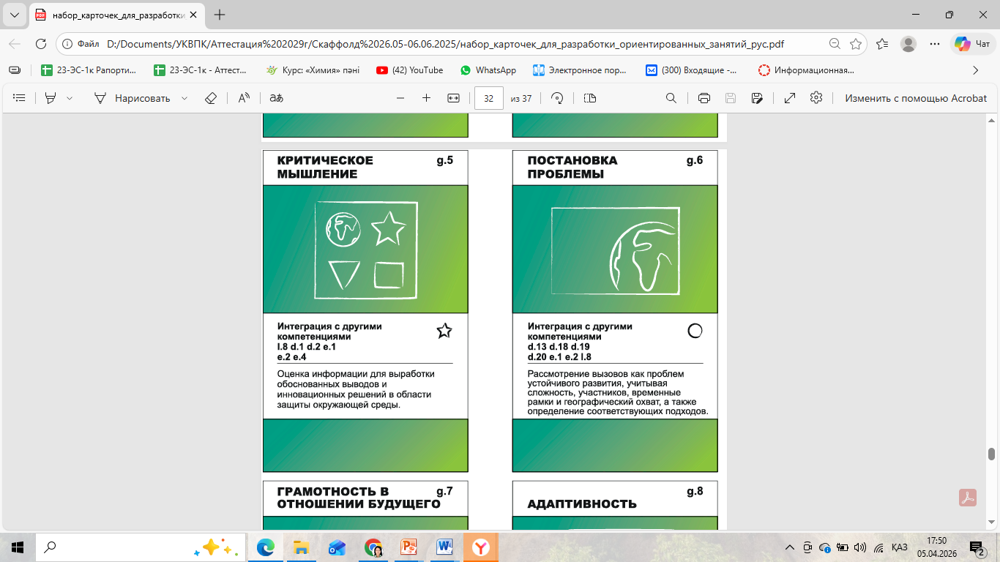 набор_карточек_для_разработки_
Файл D:/Documents/УКВПК/Аттестация%202029г/Скаффолд%2026.05-06.06.2025/набор_карточек_для_разработки_ориентированных_занятий_рус.pdf
Чат
23-ЭС-1к Рапорти...
23-ЭС-1к - Аттест...
Курс: «Химия» пәні
(42) YouTube
WhatsApp
Электронное пор...
(300) Входящие -...
Информационная...
Нарисовать
32 из 37
Изменить с помощью Acrobat
КРИТИЧЕСКОЕ g.5
МЫШЛЕНИЕ
Интеграция с другими
компетенциями
l.8 d.1 d.2 e.1
e.2 e.4
Оценка информации для выработки
обоснованных выводов и
инновационных решений в области
защиты окружающей среды.
ПОСТАНОВКА g.6
ПРОБЛЕМЫ
Интеграция с другими
компетенциями
d.13 d.18 d.19
d.20 e.1 e.2 l.8
Рассмотрение вызовов как проблем
устойчивого развития, учитывая
сложность, участников, временные
рамки и географический охват, а также
определение соответствующих подходов.
ГРАМОТНОСТЬ В g.7
ОТНОШЕНИИ БУДУЩЕГО
g.8
АДАПТИВНОСТЬ
ҚАЗ
17:50
05.04.2026
2